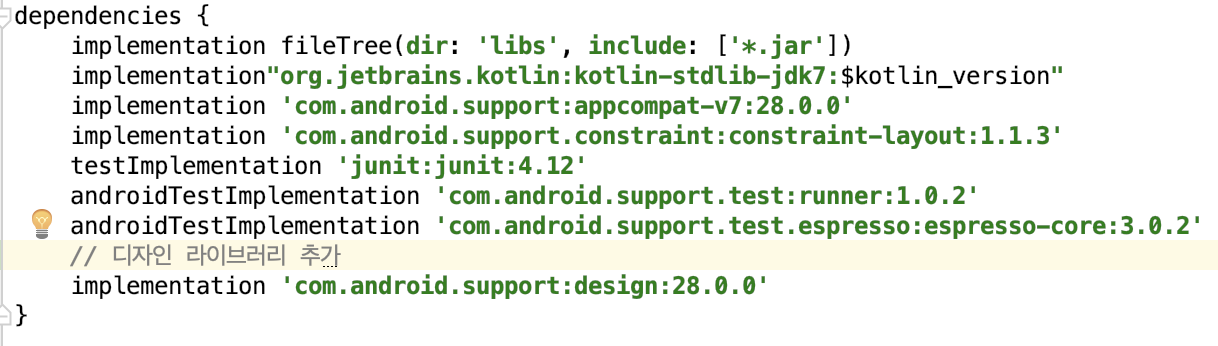 dependencies {
    implementation fileTree(dir: 'libs', include: ['*.jar'])
    implementation"org.jetbrains.kotlin:kotlin-stdlib-jdk7:$kotlin_version"
    implementation 'com.android.support:appcompat-v7:28.0.0'
    implementation 'com.android.support.constraint:constraint-layout:1.1.3'
    testImplementation 'junit:junit:4.12'
    androidTestImplementation 'com.android.support.test:runner:1.0.2'
    androidTestImplementation 'com.android.support.test.espresso:espresso-core:3.0.2'
    // 디자인 라이브러리 추가
    implementation 'com.android.support:design:28.0.0'
}